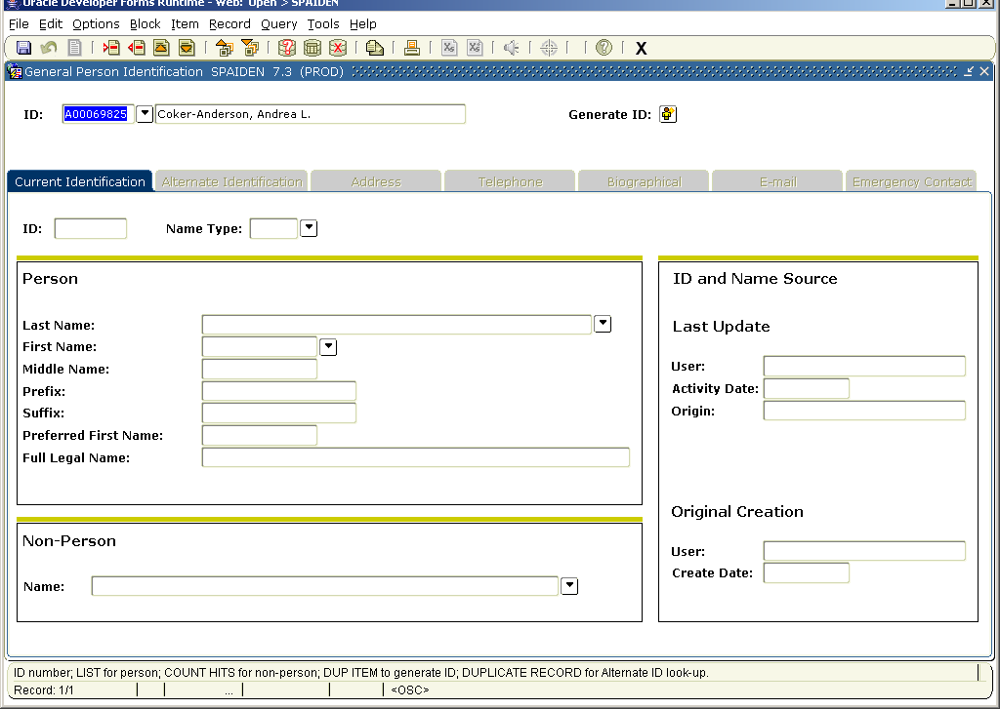 Oracle Developer Forms Runtime - Web: Open > SPAIDEN
File Edit Options Block Item Record Query Tools Help
X
General Person Identification SPAIDEN 7.3 (PROD)
ID: A00069825 Coker-Anderson, Andrea L. Generate ID:
Current Identification Alternate Identification Address Telephone Biographical E-mail Emergency Contact
ID: Name Type:
Person
Last Name:
First Name:
Middle Name:
Prefix:
Suffix:
Preferred First Name:
Full Legal Name:
ID and Name Source
Last Update
User:
Activity Date:
Origin:
Original Creation
User:
Create Date:
Non-Person
Name:
ID number; LIST for person; COUNT HITS for non-person; DUP ITEM to generate ID; DUPLICATE RECORD for Alternate ID look-up.
Record: 1/1 ... <OSC>